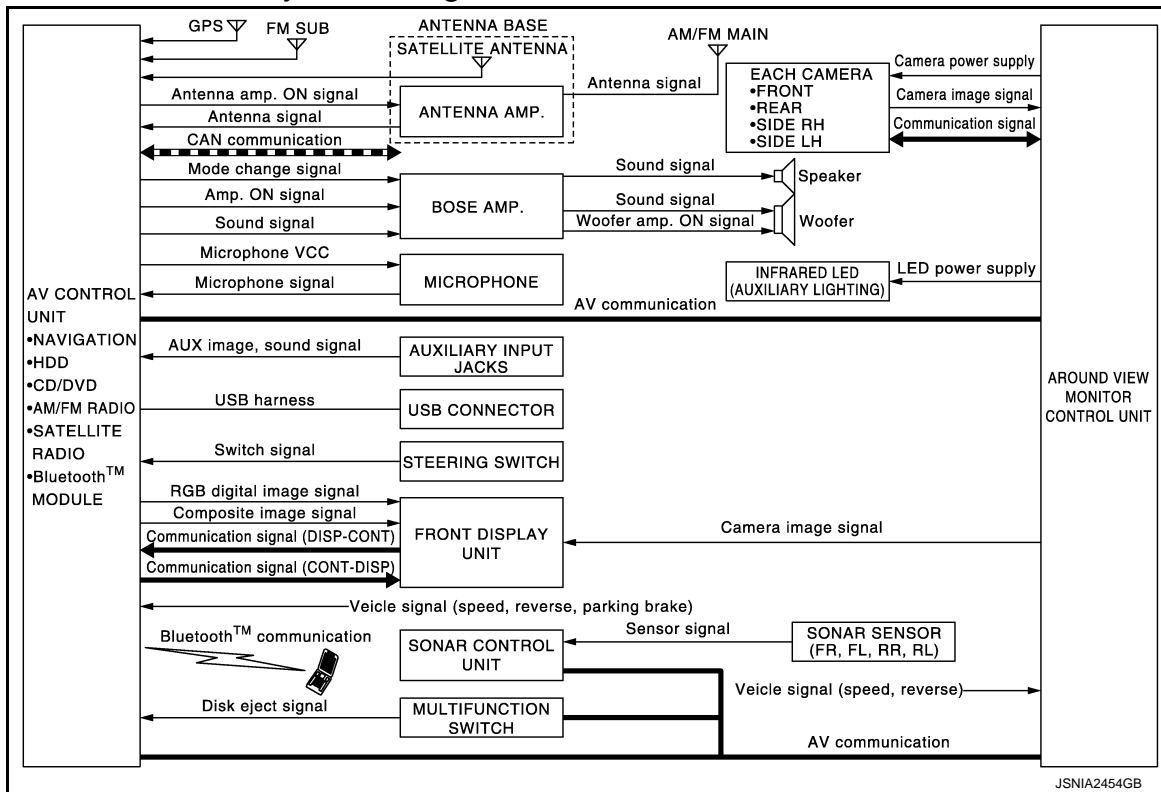 GPS
FM SUB
ANTENNA BASE
SATELLITE ANTENNA
AM/FM MAIN
Antenna signal
Antenna amp. ON signal
Antenna signal
ANTENNA AMP.
CAN communication
EACH CAMERA
•FRONT
•REAR
•SIDE RH
•SIDE LH
Camera power supply
Camera image signal
Communication signal
Mode change signal
Amp. ON signal
Sound signal
BOSE AMP.
Sound signal
Speaker
Sound signal
Woofer amp. ON signal
Woofer
Microphone VCC
Microphone signal
MICROPHONE
INFRARED LED
(AUXILIARY LIGHTING)
LED power supply
AV communication
AV CONTROL
UNIT
•NAVIGATION
•HDD
•CD/DVD
•AM/FM RADIO
•SATELLITE
RADIO
•Bluetooth™
MODULE
AUX image, sound signal
AUXILIARY INPUT
JACKS
USB harness
USB CONNECTOR
Switch signal
STEERING SWITCH
AROUND VIEW
MONITOR
CONTROL UNIT
RGB digital image signal
Composite image signal
Communication signal (DISP-CONT)
Communication signal (CONT-DISP)
FRONT DISPLAY
UNIT
Camera image signal
Veicle signal (speed, reverse, parking brake)
Bluetooth™ communication
SONAR CONTROL
UNIT
Sensor signal
SONAR SENSOR
(FR, FL, RR, RL)
Veicle signal (speed, reverse)
Disk eject signal
MULTIFUNCTION
SWITCH
AV communication
JSNIA2454GB